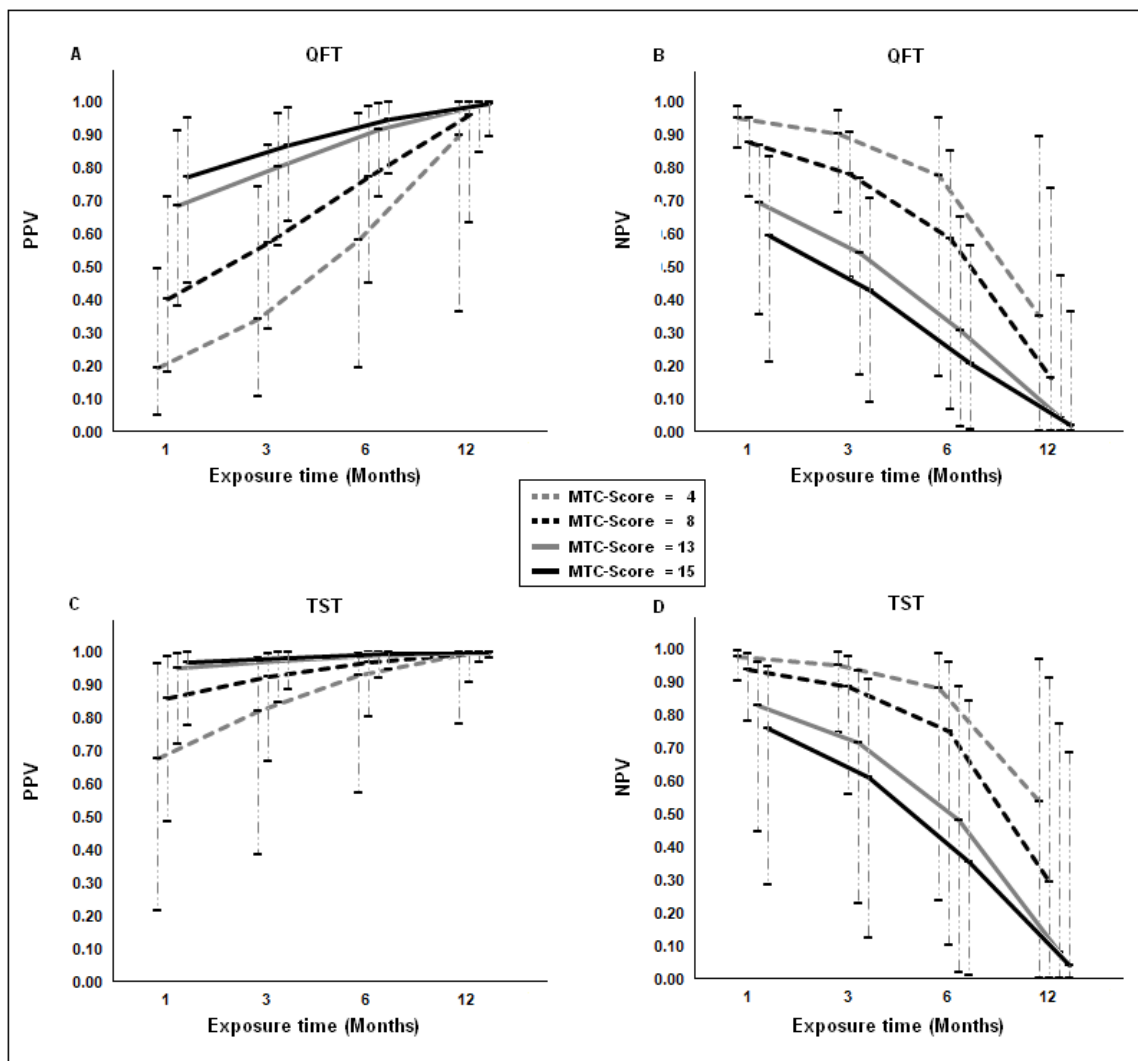 A
QFT
PPV
1.00
0.90
0.80
0.70
0.60
0.50
0.40
0.30
0.20
0.10
0.00
1 3 6 12
Exposure time (Months)
B
QFT
NPV
1.00
0.90
0.80
0.70
0.60
0.50
0.40
0.30
0.20
0.10
0.00
1 3 6 12
Exposure time (Months)
MTC-Score = 4
MTC-Score = 8
MTC-Score = 13
MTC-Score = 15
C
TST
PPV
1.00
0.90
0.80
0.70
0.60
0.50
0.40
0.30
0.20
0.10
0.00
1 3 6 12
Exposure time (Months)
D
TST
NPV
1.00
0.90
0.80
0.70
0.60
0.50
0.40
0.30
0.20
0.10
0.00
1 3 6 12
Exposure time (Months)